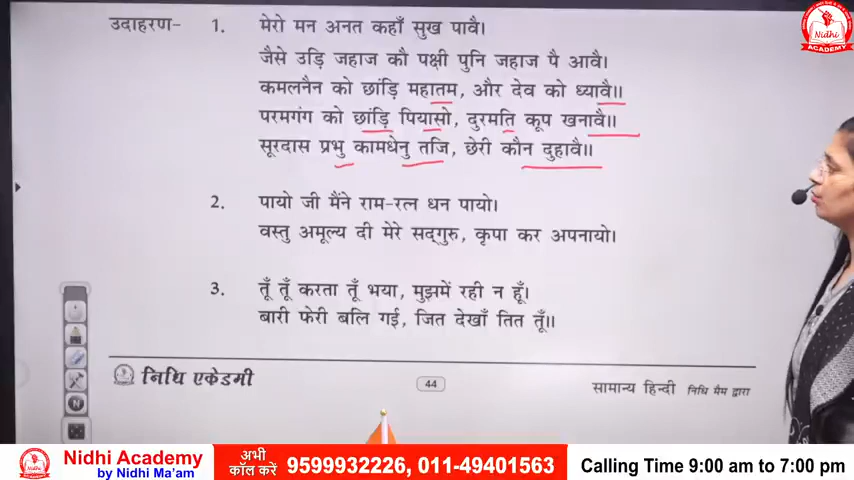 उदाहरण- 1. मेरो मन अनत कहाँ सुख पावै।
जैसे उड़ि जहाज कौ पक्षी पुनि जहाज पै आवै।
कमलनैन को छांड़ि महातम, और देव को ध्यावै॥
परमगंग को छांड़ि पियासो, दुरमति कूप खनावै॥
सूरदास प्रभु कामधेनु तजि, छेरी कौन दुहावै॥
2. पायो जी मैंने राम-रत्न धन पायो।
वस्तु अमूल्य दी मेरे सद्गुरु, कृपा कर अपनायो।
3. तूँ तूँ करता तूँ भया, मुझमें रही न हूँ।
बारी फेरी बलि गई, जित देखाँ तित तूँ॥
निधि एकेडमी
44
सामान्य हिन्दी निधि मैम द्वारा
Nidhi
ACADEMY
Nidhi Academy
by Nidhi Ma'am
अभी
कॉल करें
9599932226, 011-49401563
Calling Time 9:00 am to 7:00 pm